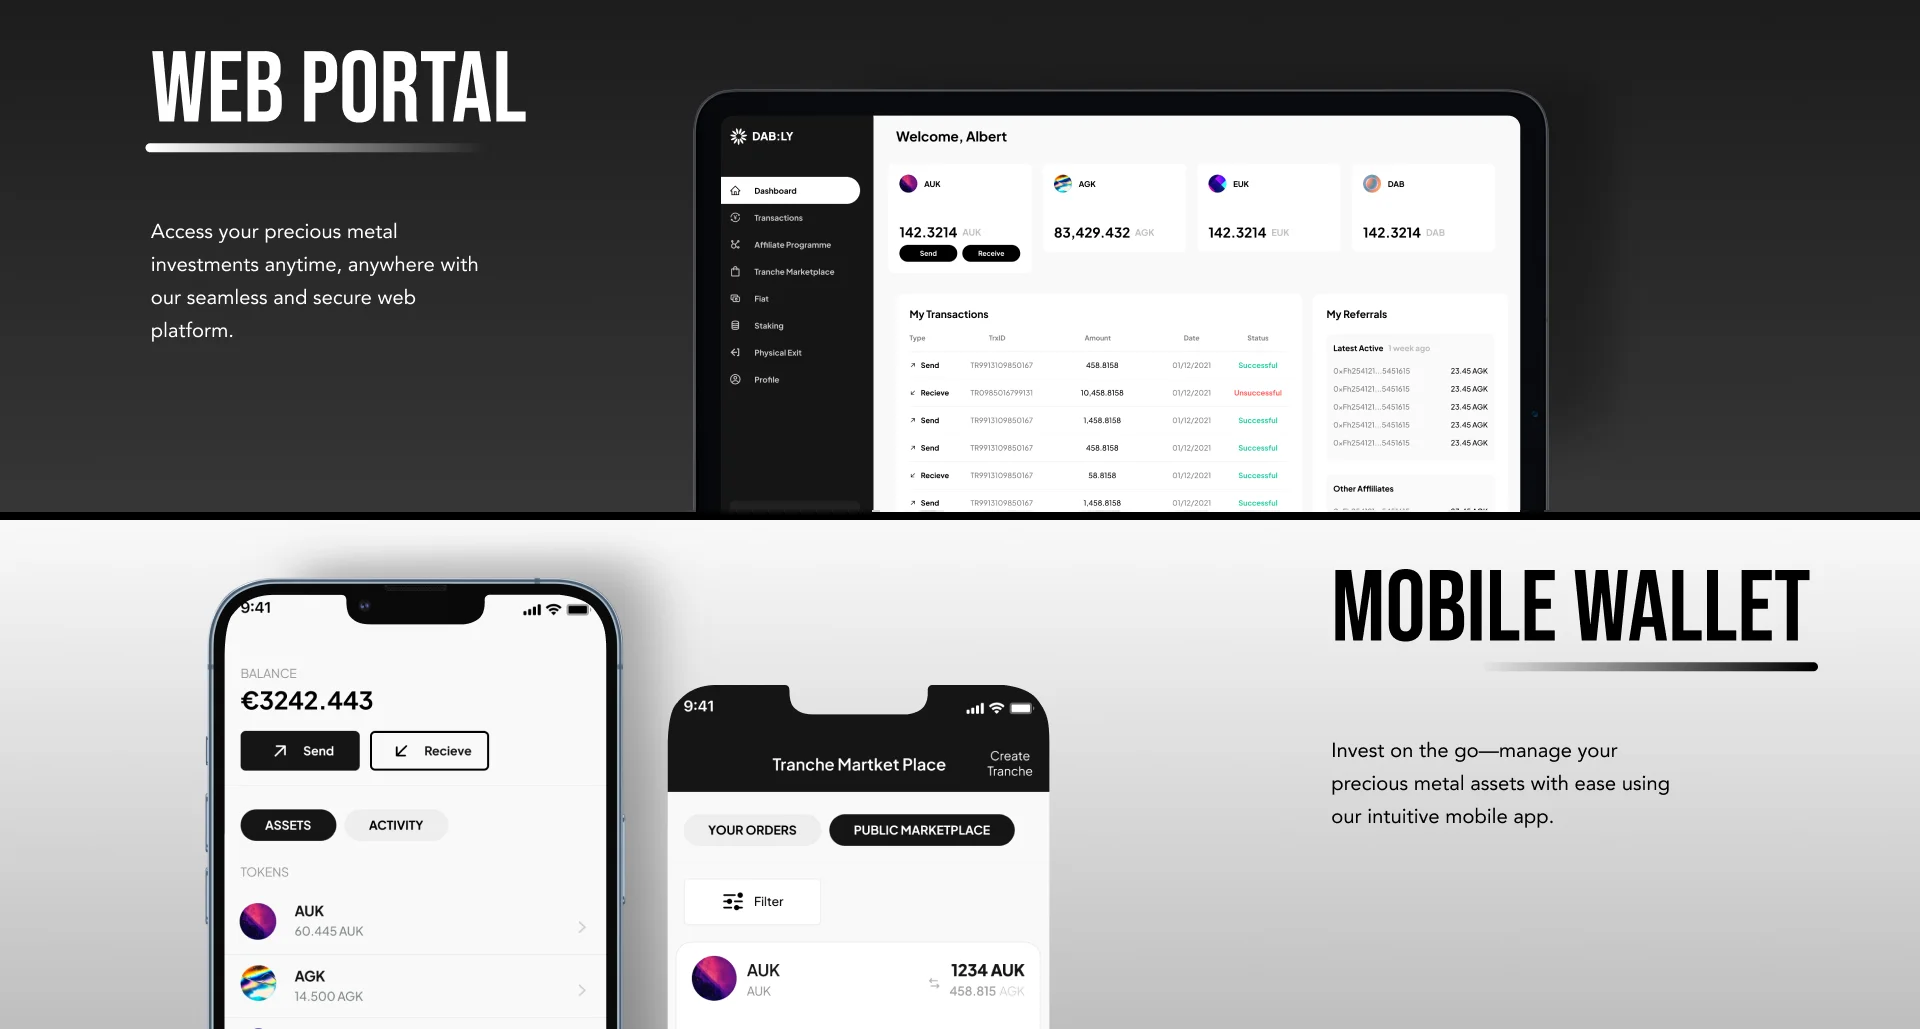 WEB PORTAL
Access your precious metal
investments anytime, anywhere with
our seamless and secure web
platform.
DAB:LY
Dashboard
Transactions
Affiliate Programme
Tranche Marketplace
Fiat
Staking
Physical Exit
Profile
Welcome, Albert
AUK
142.3214 AUK
Send Receive
AGK
83,429.432 AGK
EUK
142.3214 EUK
DAB
142.3214 DAB
My Transactions
Type TrxID Amount Date Status
Send TR9913109850167 458.8158 01/12/2021 Successful
Recieve TR0985016799131 10,458.8158 01/12/2021 Unsuccessful
Send TR9913109850167 1,458.8158 01/12/2021 Successful
Send TR9913109850167 458.8158 01/12/2021 Successful
Recieve TR9913109850167 58.8158 01/12/2021 Successful
Send TR9913109850167 1,458.8158 01/12/2021 Successful
My Referrals
Latest Active 1 week ago
0xFh254121...5451615 23.45 AGK
0xFh254121...5451615 23.45 AGK
0xFh254121...5451615 23.45 AGK
0xFh254121...5451615 23.45 AGK
0xFh254121...5451615 23.45 AGK
Other Affliliates
9:41
BALANCE
€3242.443
Send Recieve
ASSETS ACTIVITY
TOKENS
AUK
60.445 AUK
AGK
14.500 AGK
9:41
Tranche Martket Place
Create
Tranche
YOUR ORDERS PUBLIC MARKETPLACE
Filter
AUK 1234 AUK
AUK 458.815 AGK
MOBILE WALLET
Invest on the go—manage your
precious metal assets with ease using
our intuitive mobile app.